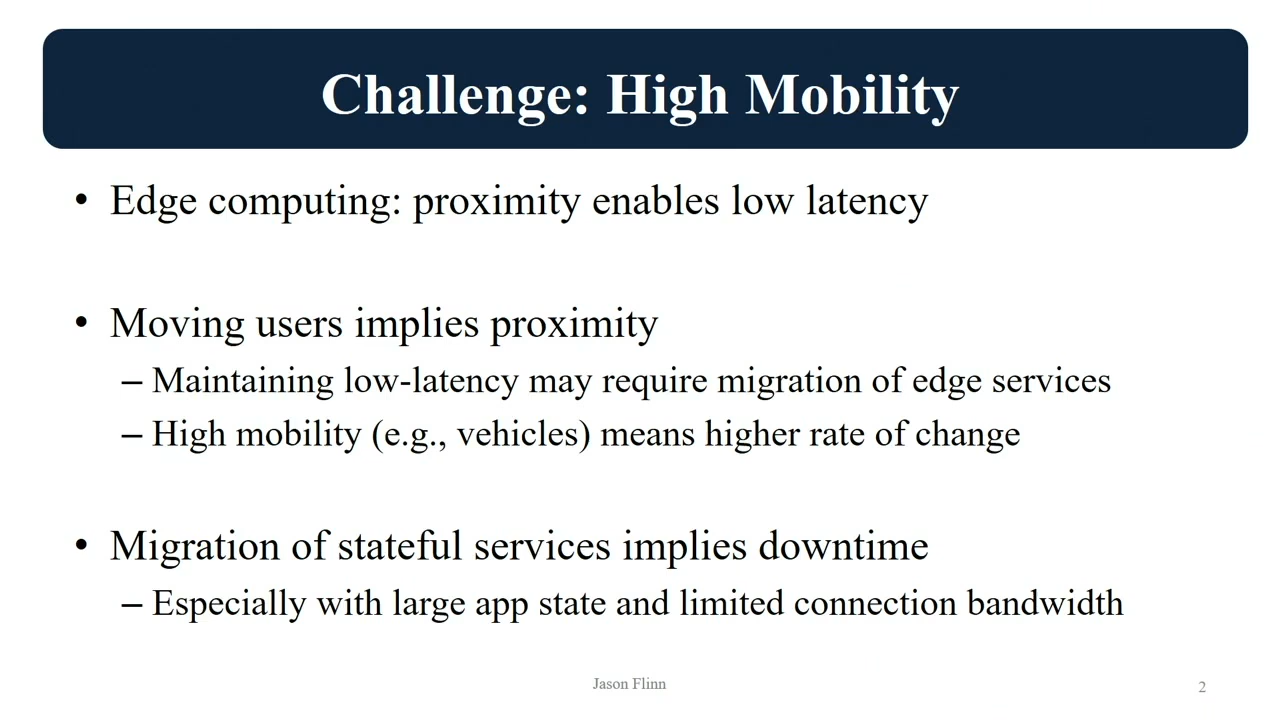 Challenge: High Mobility
• Edge computing: proximity enables low latency
• Moving users implies proximity
– Maintaining low-latency may require migration of edge services
– High mobility (e.g., vehicles) means higher rate of change
• Migration of stateful services implies downtime
– Especially with large app state and limited connection bandwidth
Jason Flinn
2